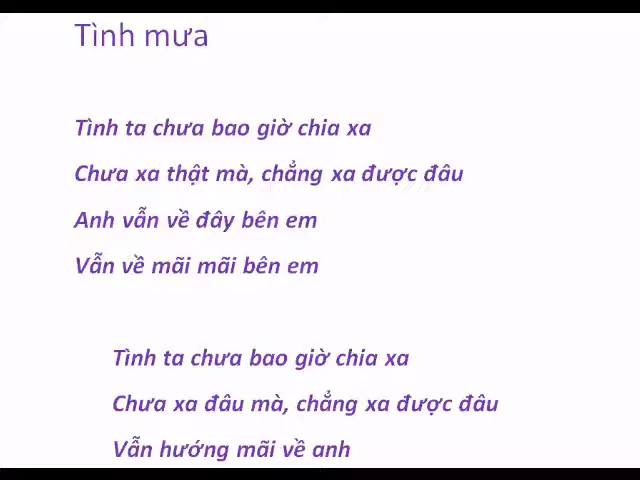 Tình mưa
Tình ta chưa bao giờ chia xa
Chưa xa thật mà, chẳng xa được đâu
Anh vẫn về đây bên em
Vẫn về mãi mãi bên em
Tình ta chưa bao giờ chia xa
Chưa xa đâu mà, chẳng xa được đâu
Vẫn hướng mãi về anh